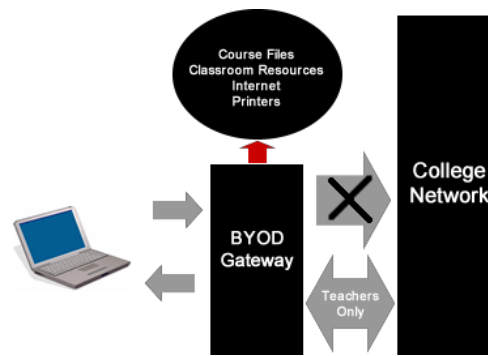 Course Files
Classroom Resources
Internet
Printers
College
Network
BYOD
Gateway
Teachers
Only